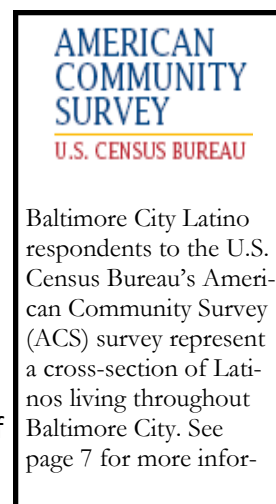 AMERICAN
COMMUNITY
SURVEY
U.S. CENSUS BUREAU
Baltimore City Latino
respondents to the U.S.
Census Bureau's Ameri-
can Community Survey
(ACS) survey represent
a cross-section of Lati-
nos living throughout
f
Baltimore City. See
page 7 for more infor-